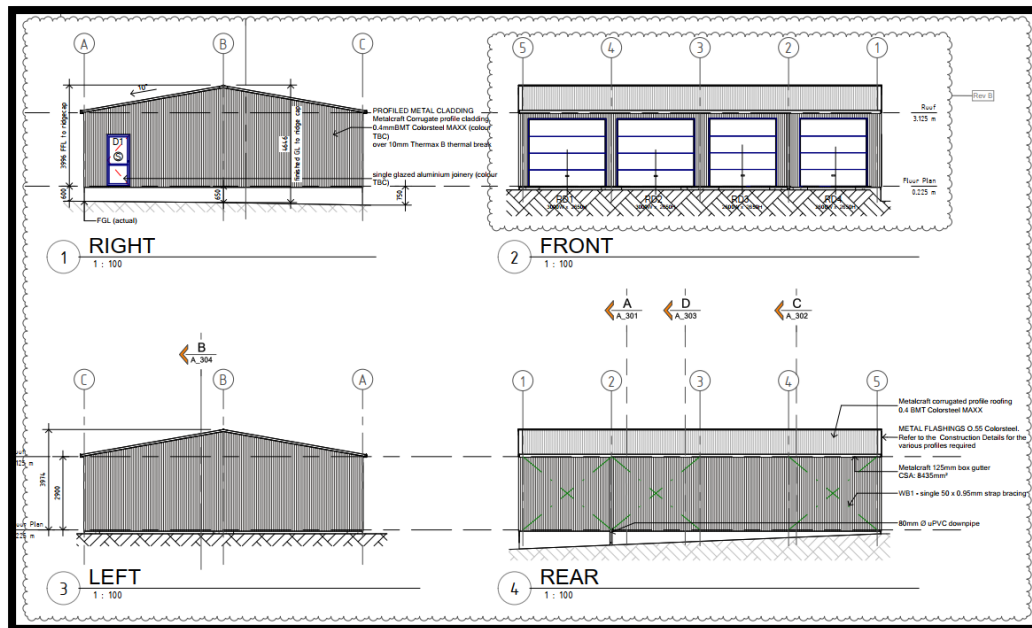 A
B
C
10°
3996 FFL to ridgecap
600
D1
S
650
4646
finished GL to ridge cap
750
PROFILED METAL CLADDING
Metalcraft Corrugate profile cladding
0.4mmBMT Colorsteel MAXX (colour
TBC)
over 10mm Thermax B thermal break
single glazed aluminium joinery (colour
TBC)
FGL (actual)
1
RIGHT
1 : 100
5
4
3
2
1
Roof
3.125 m
Floor Plan
0.225 m
Rev B
RD1
3000W x 2650H
RD2
RD3
RD4
2
FRONT
1 : 100
B
A_304
C
B
A
125 m
3974
2900
Plan
3
LEFT
1 : 100
A
A_301
D
A_303
C
A_302
1
2
3
4
5
Metalcraft corrugated profile roofing
0.4 BMT Colorsteel MAXX
METAL FLASHINGS 0.55 Colorsteel.
Refer to the Construction Details for the
various profiles required
Metalcraft 125mm box gutter
CSA: 8435mm²
WB1 - single 50 x 0.95mm strap bracing
80mm Ø uPVC downpipe
4
REAR
1 : 100